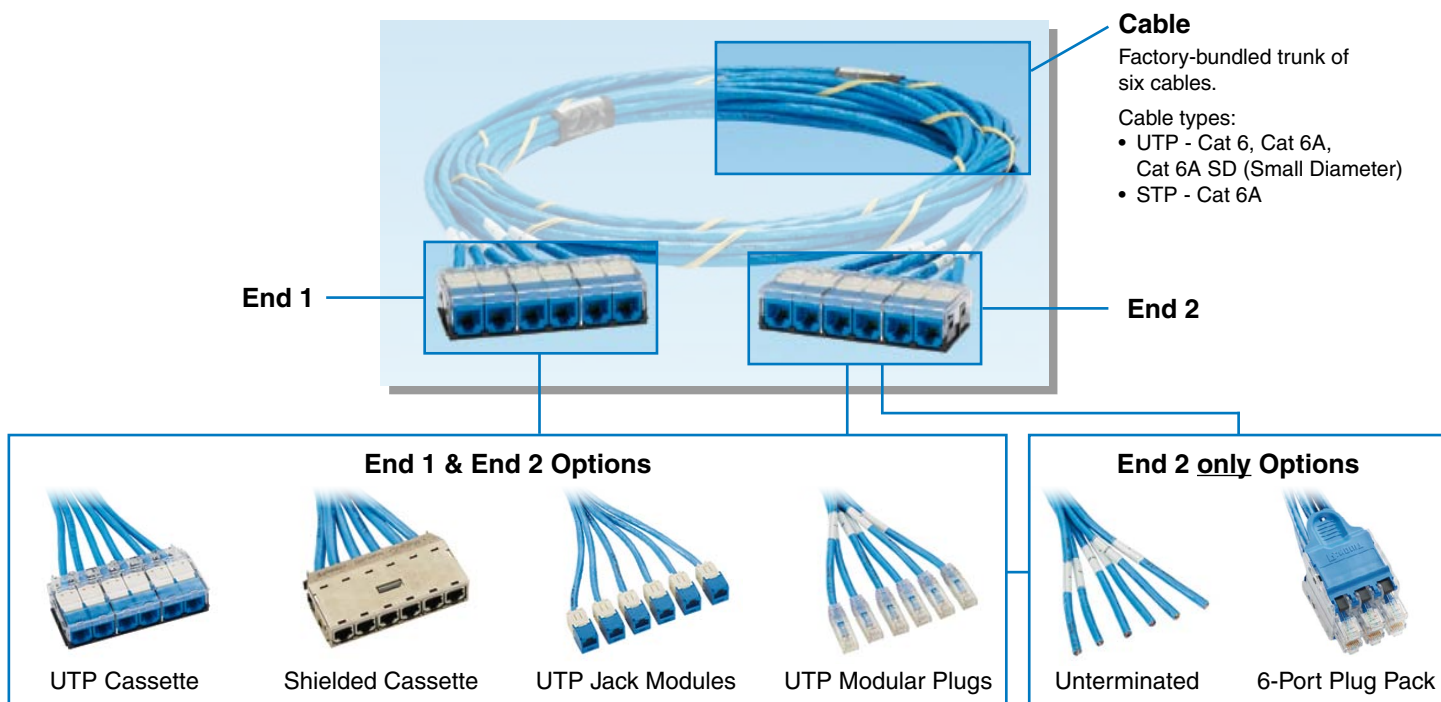 Cable
Factory-bundled trunk of
six cables.
Cable types:
• UTP - Cat 6, Cat 6A,
Cat 6A SD (Small Diameter)
• STP - Cat 6A
End 1
End 2
End 1 & End 2 Options
End 2 only Options
UTP Cassette
Shielded Cassette
UTP Jack Modules
UTP Modular Plugs
Unterminated
6-Port Plug Pack